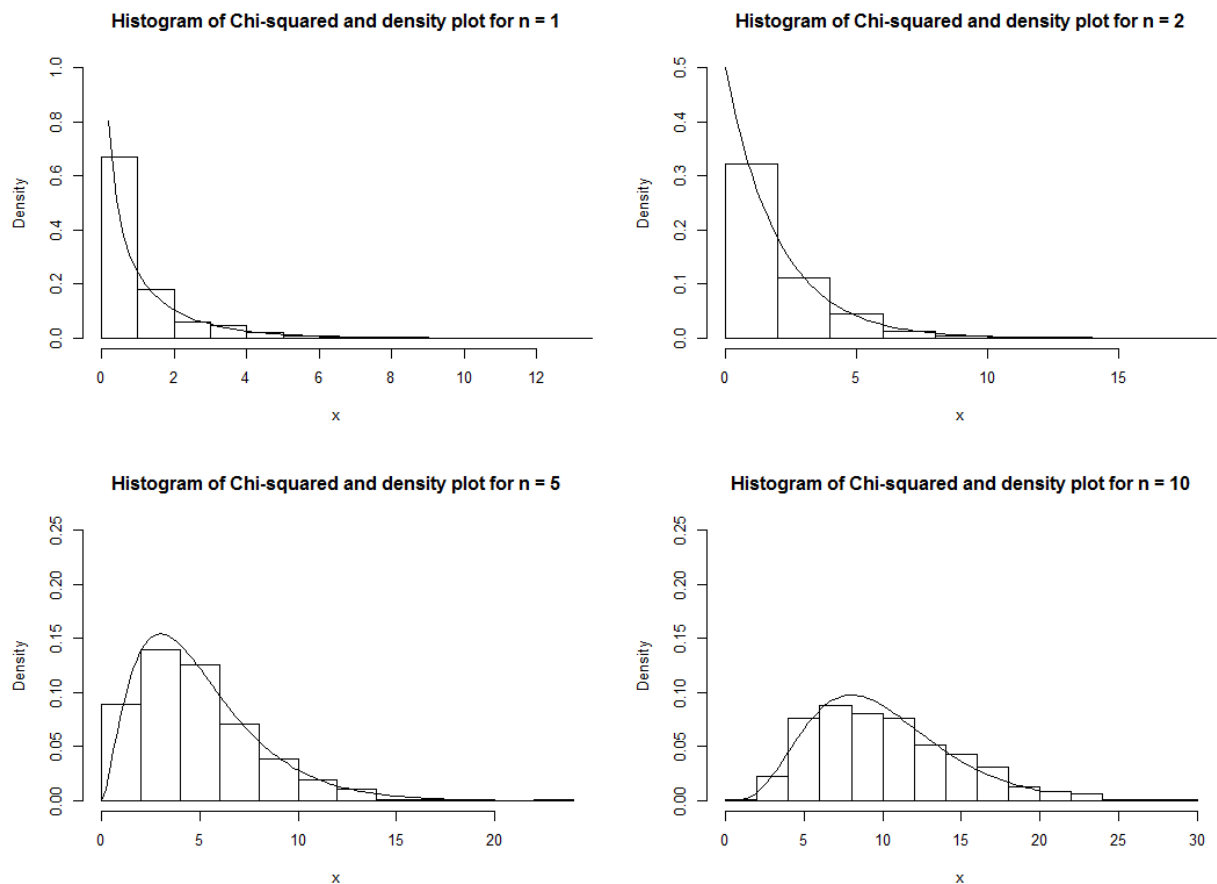 Histogram of Chi-squared and density plot for n = 1
Density
0.0 0.2 0.4 0.6 0.8 1.0
0 2 4 6 8 10 12
x
Histogram of Chi-squared and density plot for n = 2
Density
0.0 0.1 0.2 0.3 0.4 0.5
0 5 10 15
x
Histogram of Chi-squared and density plot for n = 5
Density
0.00 0.05 0.10 0.15 0.20 0.25
0 5 10 15 20
x
Histogram of Chi-squared and density plot for n = 10
Density
0.00 0.05 0.10 0.15 0.20 0.25
0 5 10 15 20 25 30
x